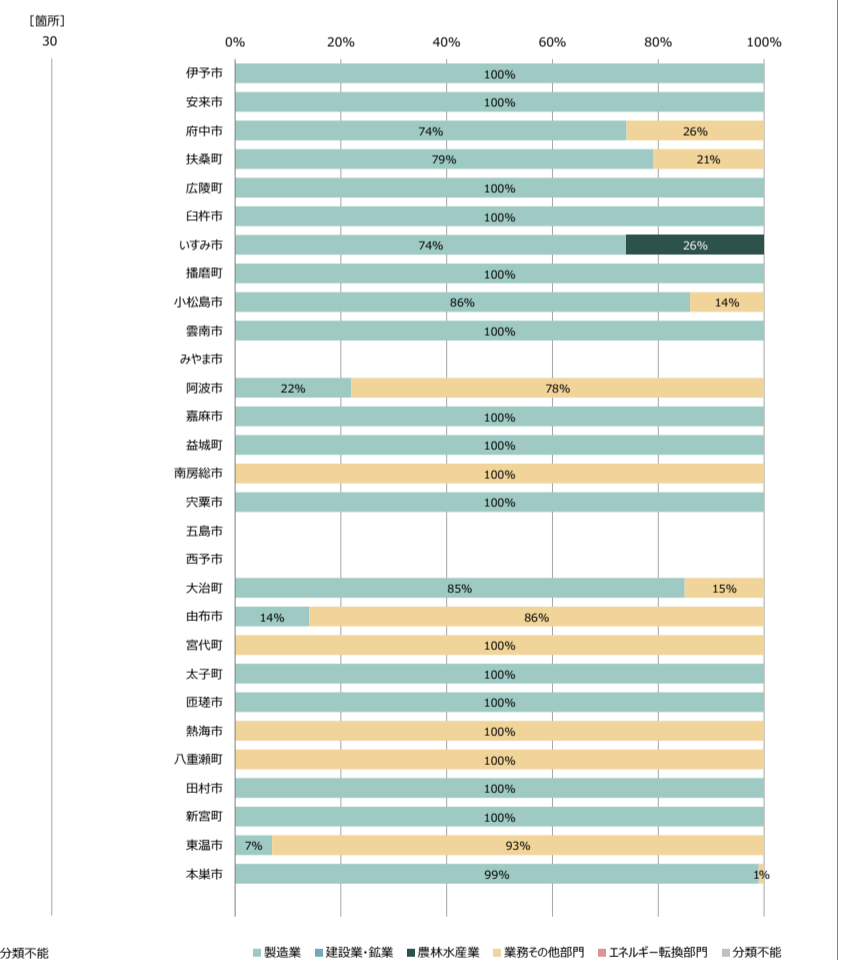 [箇所]
30
0% 20% 40% 60% 80% 100%
伊予市 100%
安来市 100%
府中市 74% 26%
扶桑町 79% 21%
広陵町 100%
臼杵市 100%
いすみ市 74% 26%
播磨町 100%
小松島市 86% 14%
雲南市 100%
みやま市
阿波市 22% 78%
嘉麻市 100%
益城町 100%
南房総市 100%
宍粟市 100%
五島市
西予市
大治町 85% 15%
由布市 14% 86%
宮代町 100%
太子町 100%
匝瑳市 100%
熱海市 100%
八重瀬町 100%
田村市 100%
新宮町 100%
東温市 7% 93%
本巣市 99% 1%
分類不能 製造業 建設業・鉱業 農林水産業 業務その他部門 エネルギー転換部門 分類不能